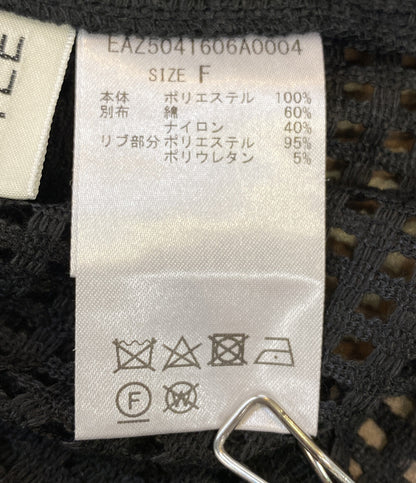 EAZ5041606A0004
SIZE F
本体 ポリエステル 100%
別布 綿 60%
ナイロン 40%
リブ部分 ポリエステル 95%
ポリウレタン 5%
F W